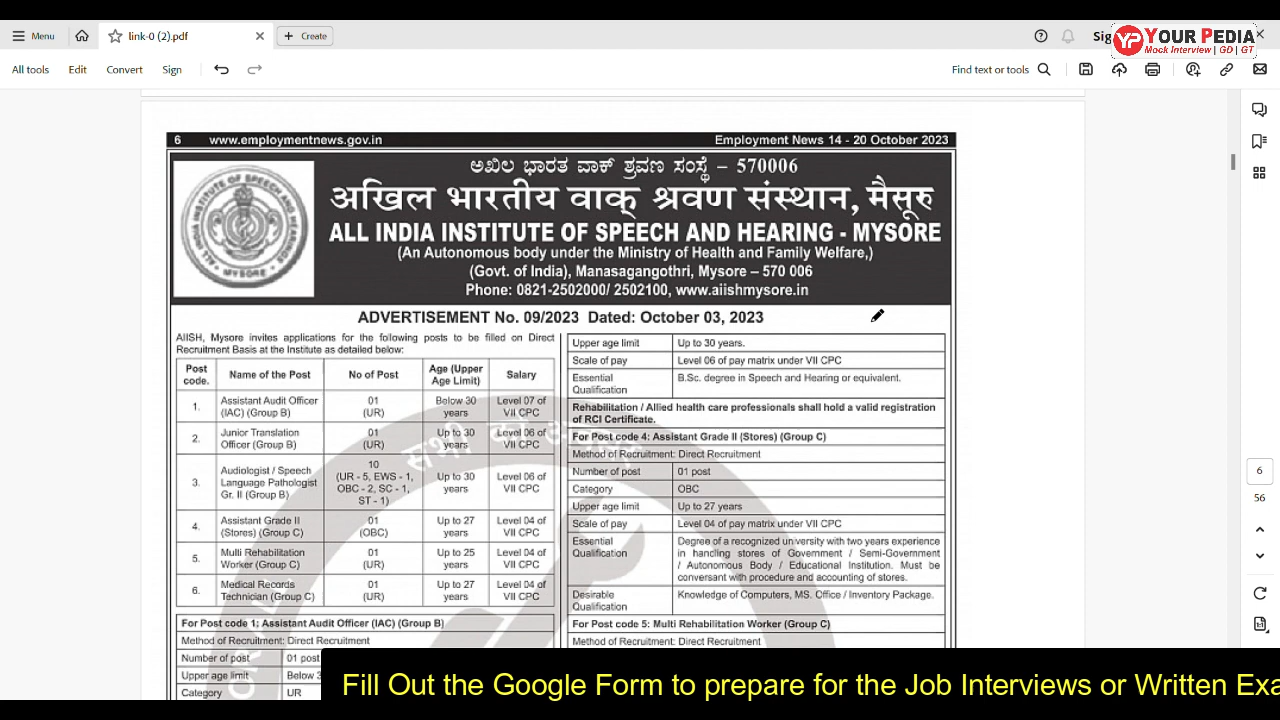 Menu
link-0 (2).pdf
Create
Sig
YP YOUR PEDIA
Mock Interview | GD | GT
All tools Edit Convert Sign
Find text or tools
6 www.employmentnews.gov.in Employment News 14 - 20 October 2023
ಅಖಿಲ ಭಾರತ ವಾಕ್ ಶ್ರವಣ ಸಂಸ್ಥೆ – 570006
अखिल भारतीय वाक् श्रवण संस्थान, मैसूरु
ALL INDIA INSTITUTE OF SPEECH AND HEARING - MYSORE
(An Autonomous body under the Ministry of Health and Family Welfare,)
(Govt. of India), Manasagangothri, Mysore – 570 006
Phone: 0821-2502000/ 2502100, www.aiishmysore.in
ADVERTISEMENT No. 09/2023 Dated: October 03, 2023
AIISH, Mysore invites applications for the following posts to be filled on Direct
Recruitment Basis at the Institute as detailed below:
Post code. Name of the Post No of Post Age (Upper Age Limit) Salary
1. Assistant Audit Officer (IAC) (Group B) 01 (UR) Below 30 years Level 07 of VII CPC
2. Junior Translation Officer (Group B) 01 (UR) Up to 30 years Level 06 of VII CPC
3. Audiologist / Speech Language Pathologist Gr. II (Group B) 10 (UR - 5, EWS - 1, OBC - 2, SC - 1, ST - 1) Up to 30 years Level 06 of VII CPC
4. Assistant Grade II (Stores) (Group C) 01 (OBC) Up to 27 years Level 04 of VII CPC
5. Multi Rehabilitation Worker (Group C) 01 (UR) Up to 25 years Level 04 of VII CPC
6. Medical Records Technician (Group C) 01 (UR) Up to 27 years Level 04 of VII CPC
For Post code 1: Assistant Audit Officer (IAC) (Group B)
Method of Recruitment: Direct Recruitment
Number of post 01 post
Upper age limit Below 3
Category UR
Upper age limit Up to 30 years.
Scale of pay Level 06 of pay matrix under VII CPC
Essential Qualification B.Sc. degree in Speech and Hearing or equivalent.
Rehabilitation / Allied health care professionals shall hold a valid registration
of RCI Certificate.
For Post code 4: Assistant Grade II (Stores) (Group C)
Method of Recruitment: Direct Recruitment
Number of post 01 post
Category OBC
Upper age limit Up to 27 years
Scale of pay Level 04 of pay matrix under VII CPC
Essential Qualification Degree of a recognized university with two years experience
in handling stores of Government / Semi-Government
/ Autonomous Body / Educational Institution. Must be
conversant with procedure and accounting of stores.
Desirable Qualification Knowledge of Computers, MS. Office / Inventory Package.
For Post code 5: Multi Rehabilitation Worker (Group C)
Method of Recruitment: Direct Recruitment
6
56
Fill Out the Google Form to prepare for the Job Interviews or Written Exa